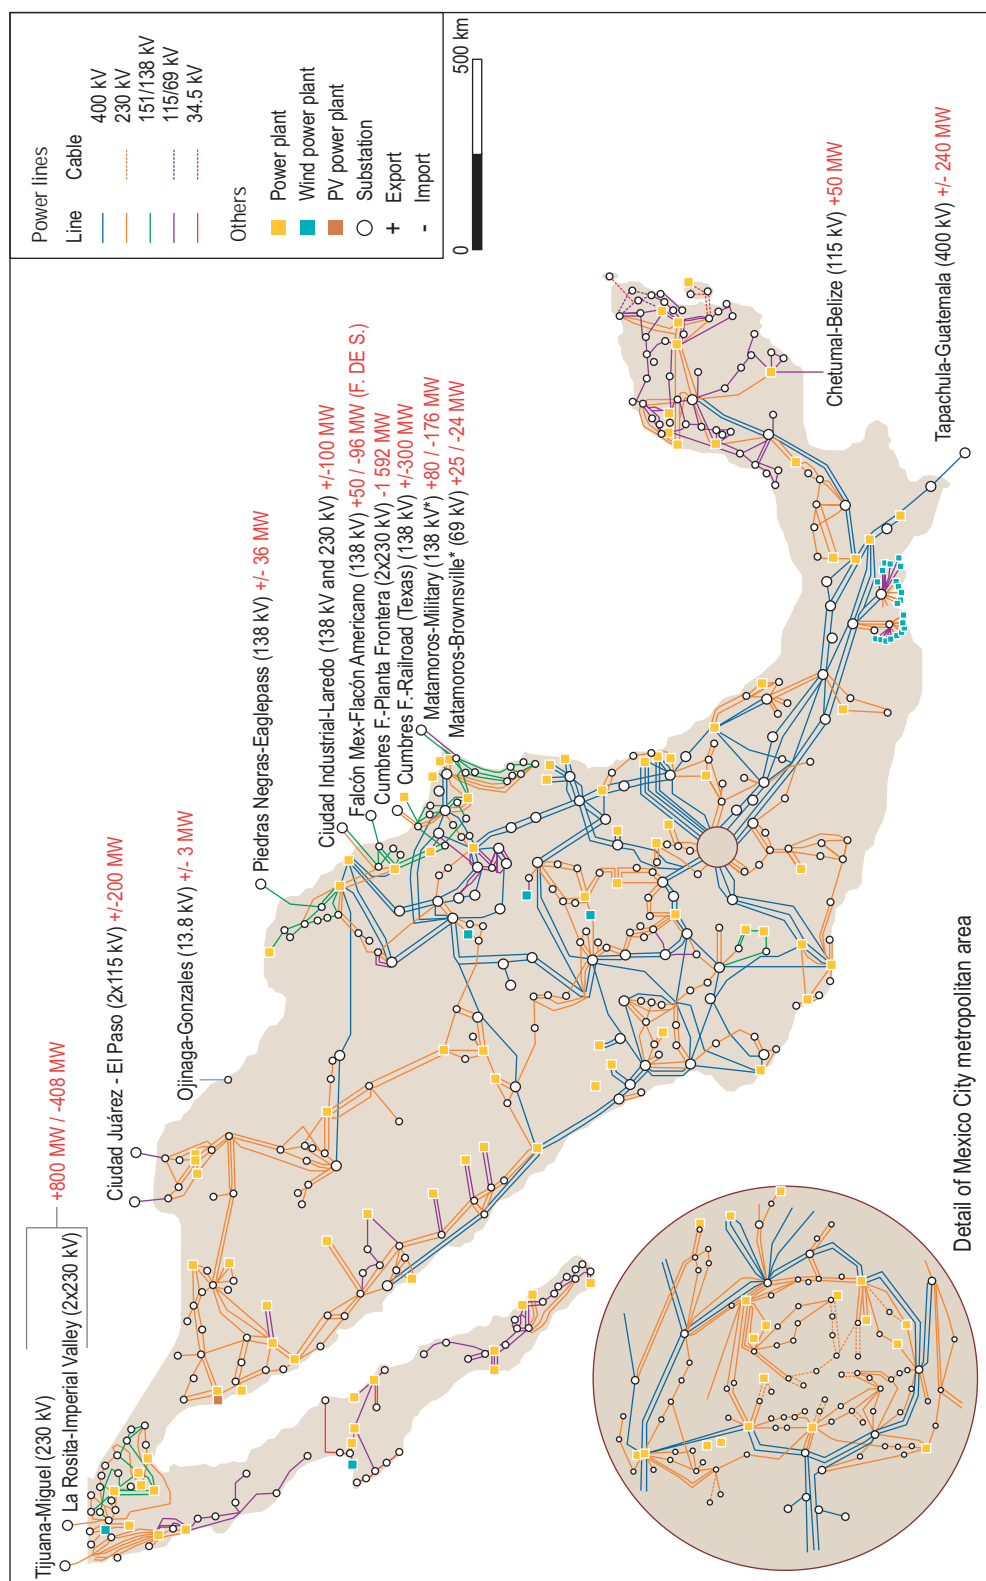 Tijuana-Miguel (230 kV)
La Rosita-Imperial Valley (2x230 kV)
+800 MW / -408 MW
Ciudad Juárez - El Paso (2x115 kV) +/-200 MW
Ojinaga-Gonzales (13.8 kV) +/- 3 MW
Piedras Negras-Eaglepass (138 kV) +/- 36 MW
Ciudad Industrial-Laredo (138 kV and 230 kV) +/-100 MW
Falcón Mex-Flacón Americano (138 kV) +50 / -96 MW (F. DE S.)
Cumbres F.-Planta Frontera (2x230 kV) -1 592 MW
Cumbres F.-Railroad (Texas) (138 kV) +/-300 MW
Matamoros-Military (138 kV*) +80 / -176 MW
Matamoros-Brownsville* (69 kV) +25 / -24 MW
Power lines
Line Cable
400 kV
230 kV
151/138 kV
115/69 kV
34.5 kV
Others
Power plant
Wind power plant
PV power plant
Substation
+ Export
- Import
0 500 km
Chetumal-Belize (115 kV) +50 MW
Tapachula-Guatemala (400 kV) +/- 240 MW
Detail of Mexico City metropolitan area